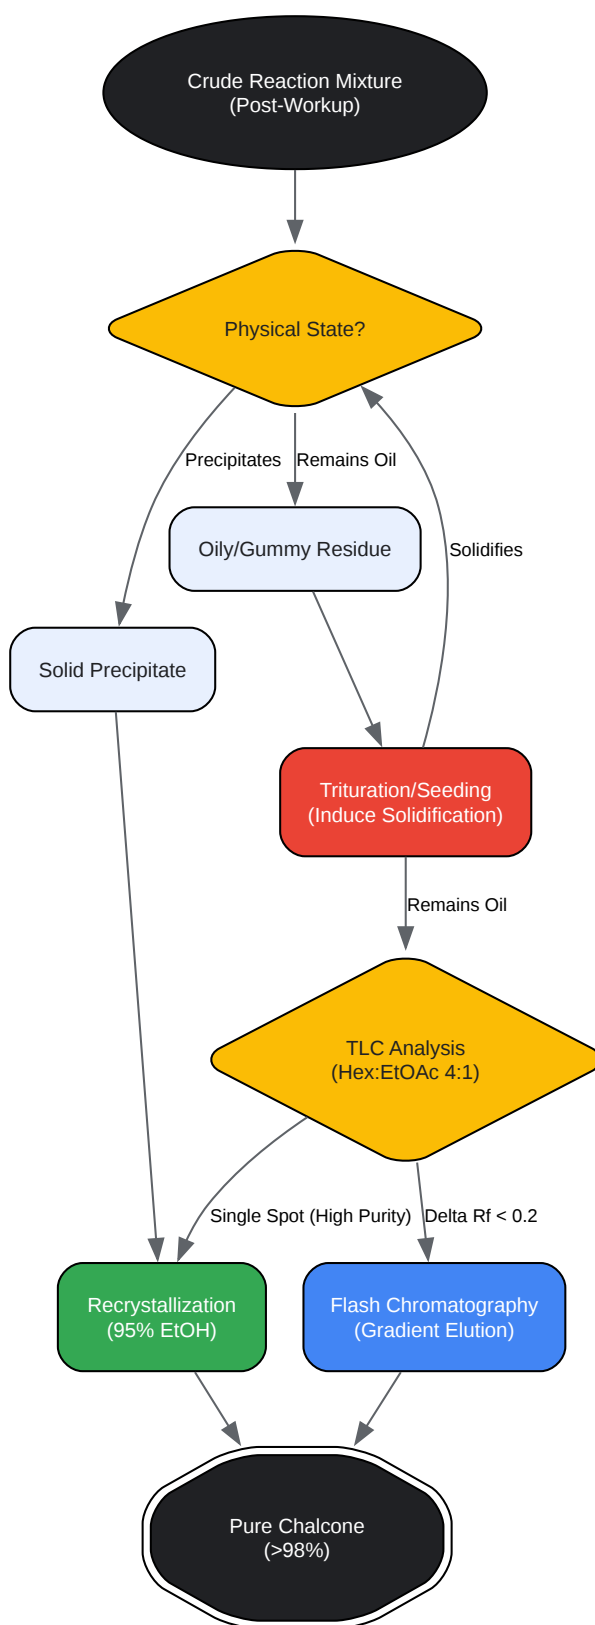 Crude Reaction Mixture
(Post-Workup)
Physical State?
Precipitates
Remains Oil
Oily/Gummy Residue
Solidifies
Solid Precipitate
Trituration/Seeding
(Induce Solidification)
Remains Oil
TLC Analysis
(Hex:EtOAc 4:1)
Single Spot (High Purity)
Delta Rf < 0.2
Recrystallization
(95% EtOH)
Flash Chromatography
(Gradient Elution)
Pure Chalcone
(>98%)